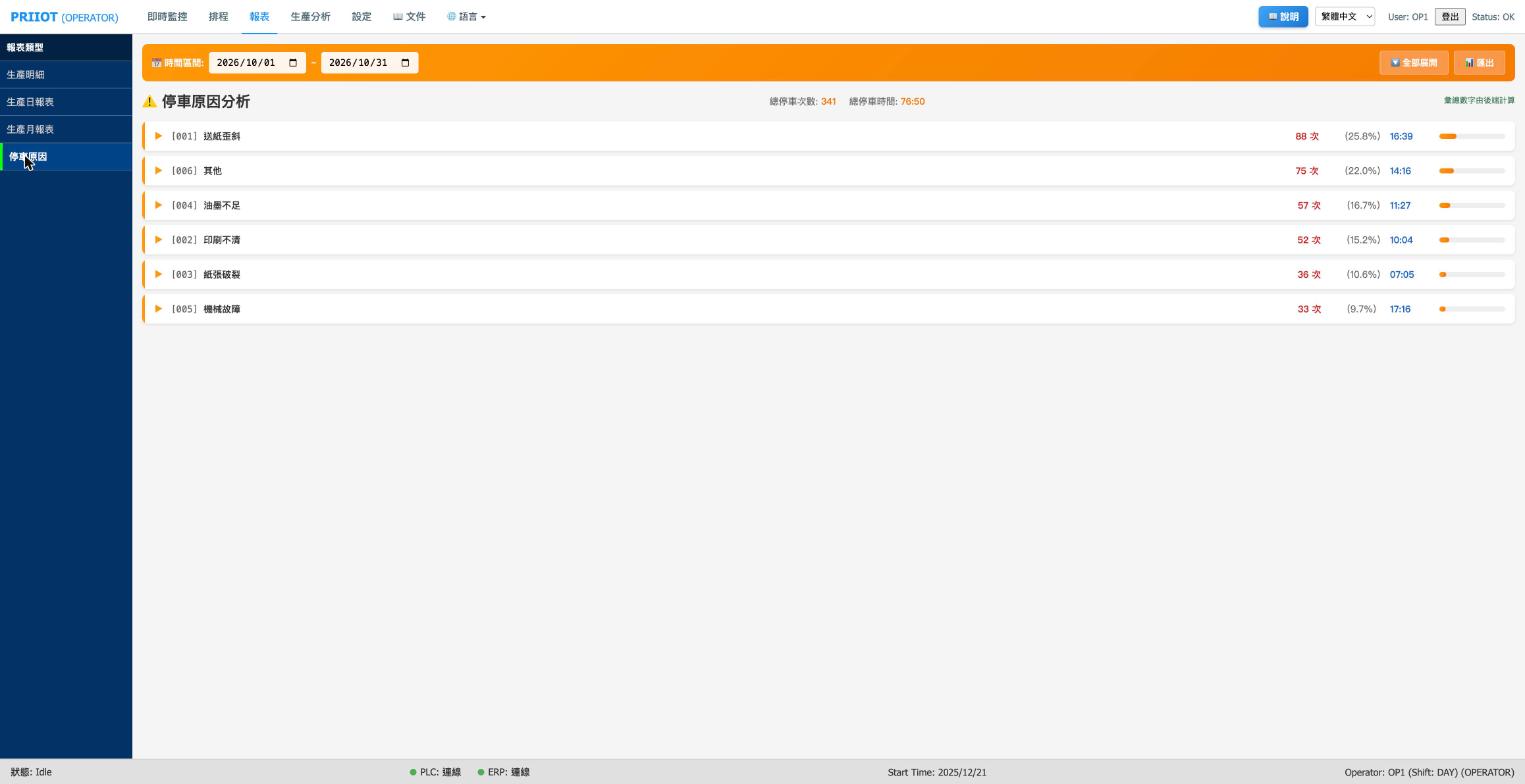 PRIIOT (OPERATOR) 即時監控 排程 報表 生產分析 設定 文件 語言 說明 繁體中文 User: OP1 登出 Status: OK
報表類型
生產明細
生產日報表
生產月報表
停車原因
時間區間: 2026/10/01 ~ 2026/10/31 全部展開 匯出
停車原因分析 總停車次數: 341 總停車時間: 76:50 彙總數字由後端計算
[001] 送紙歪斜 88 次 (25.8%) 16:39
[006] 其他 75 次 (22.0%) 14:16
[004] 油墨不足 57 次 (16.7%) 11:27
[002] 印刷不清 52 次 (15.2%) 10:04
[003] 紙張破裂 36 次 (10.6%) 07:05
[005] 機械故障 33 次 (9.7%) 17:16
狀態: Idle PLC: 連線 ERP: 連線 Start Time: 2025/12/21 Operator: OP1 (Shift: DAY) (OPERATOR)